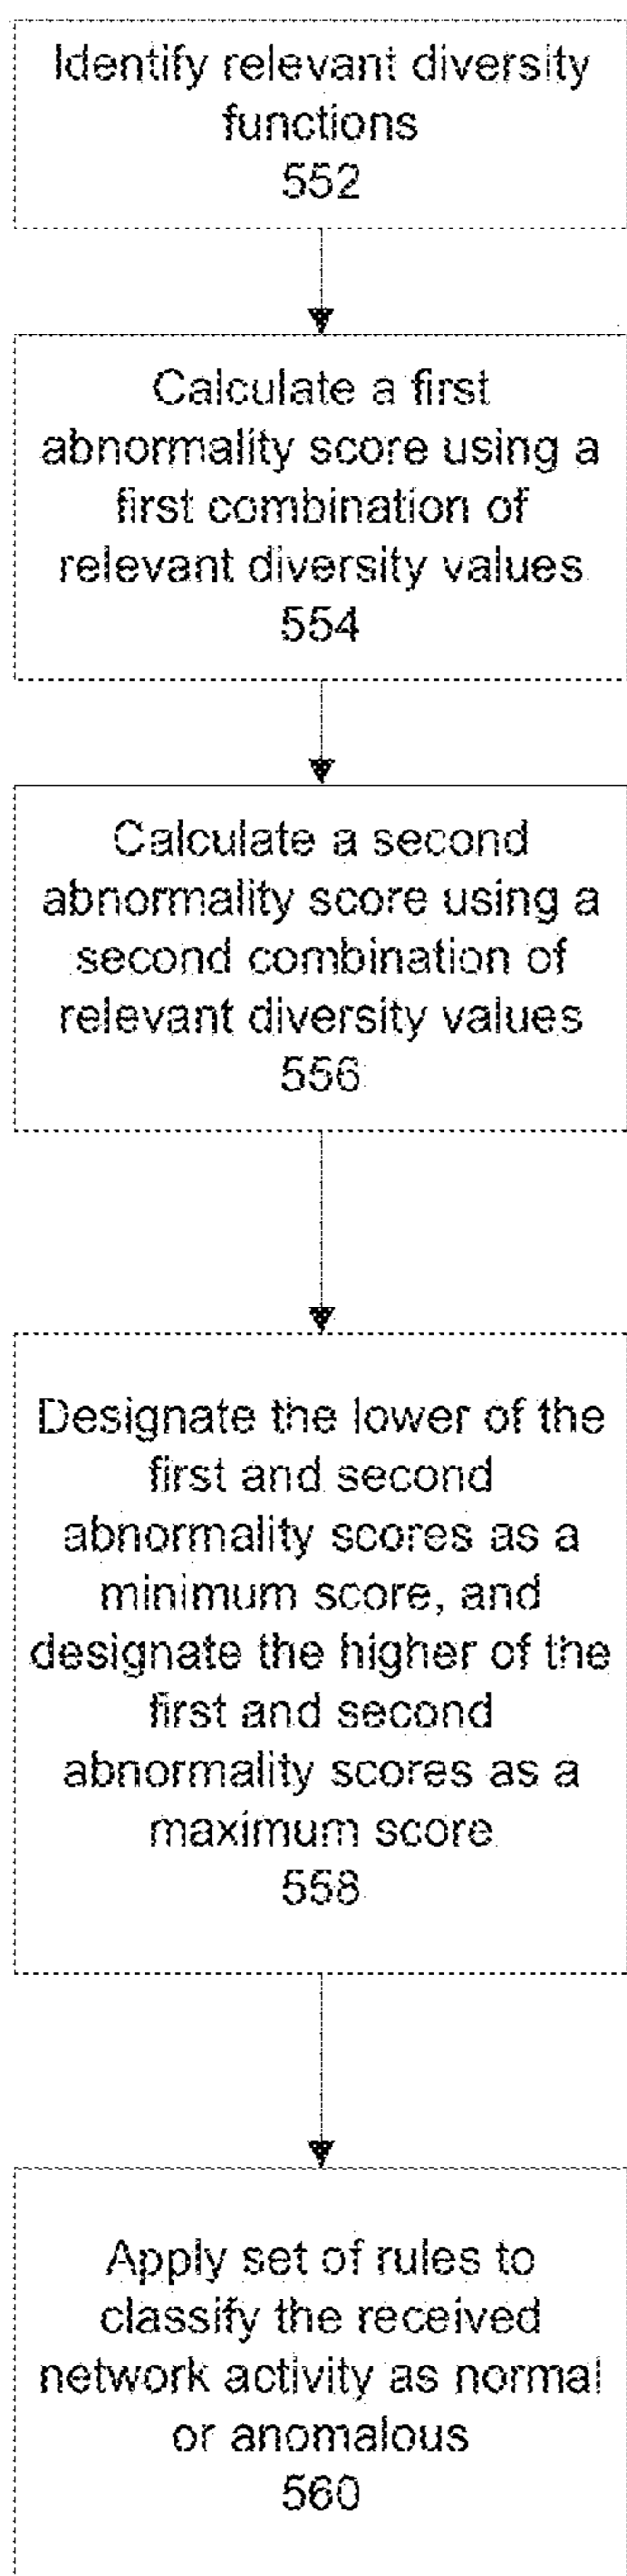 Identify relevant diversity
functions
552
Calculate a first
abnormality score using a
first combination of
relevant diversity values
554
Calculate a second
abnormality score using a
second combination of
relevant diversity values
556
Designate the lower of the
first and second
abnormality scores as a
minimum score, and
designate the higher of the
first and second
abnormality scores as a
maximum score
558
Apply set of rules to
classify the received
network activity as normal
or anomalous
560